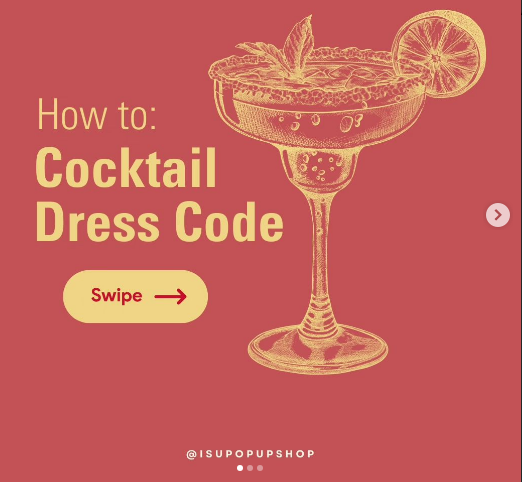 How to:
Cocktail
Dress Code
Swipe
@ISUPOPUPSHOP